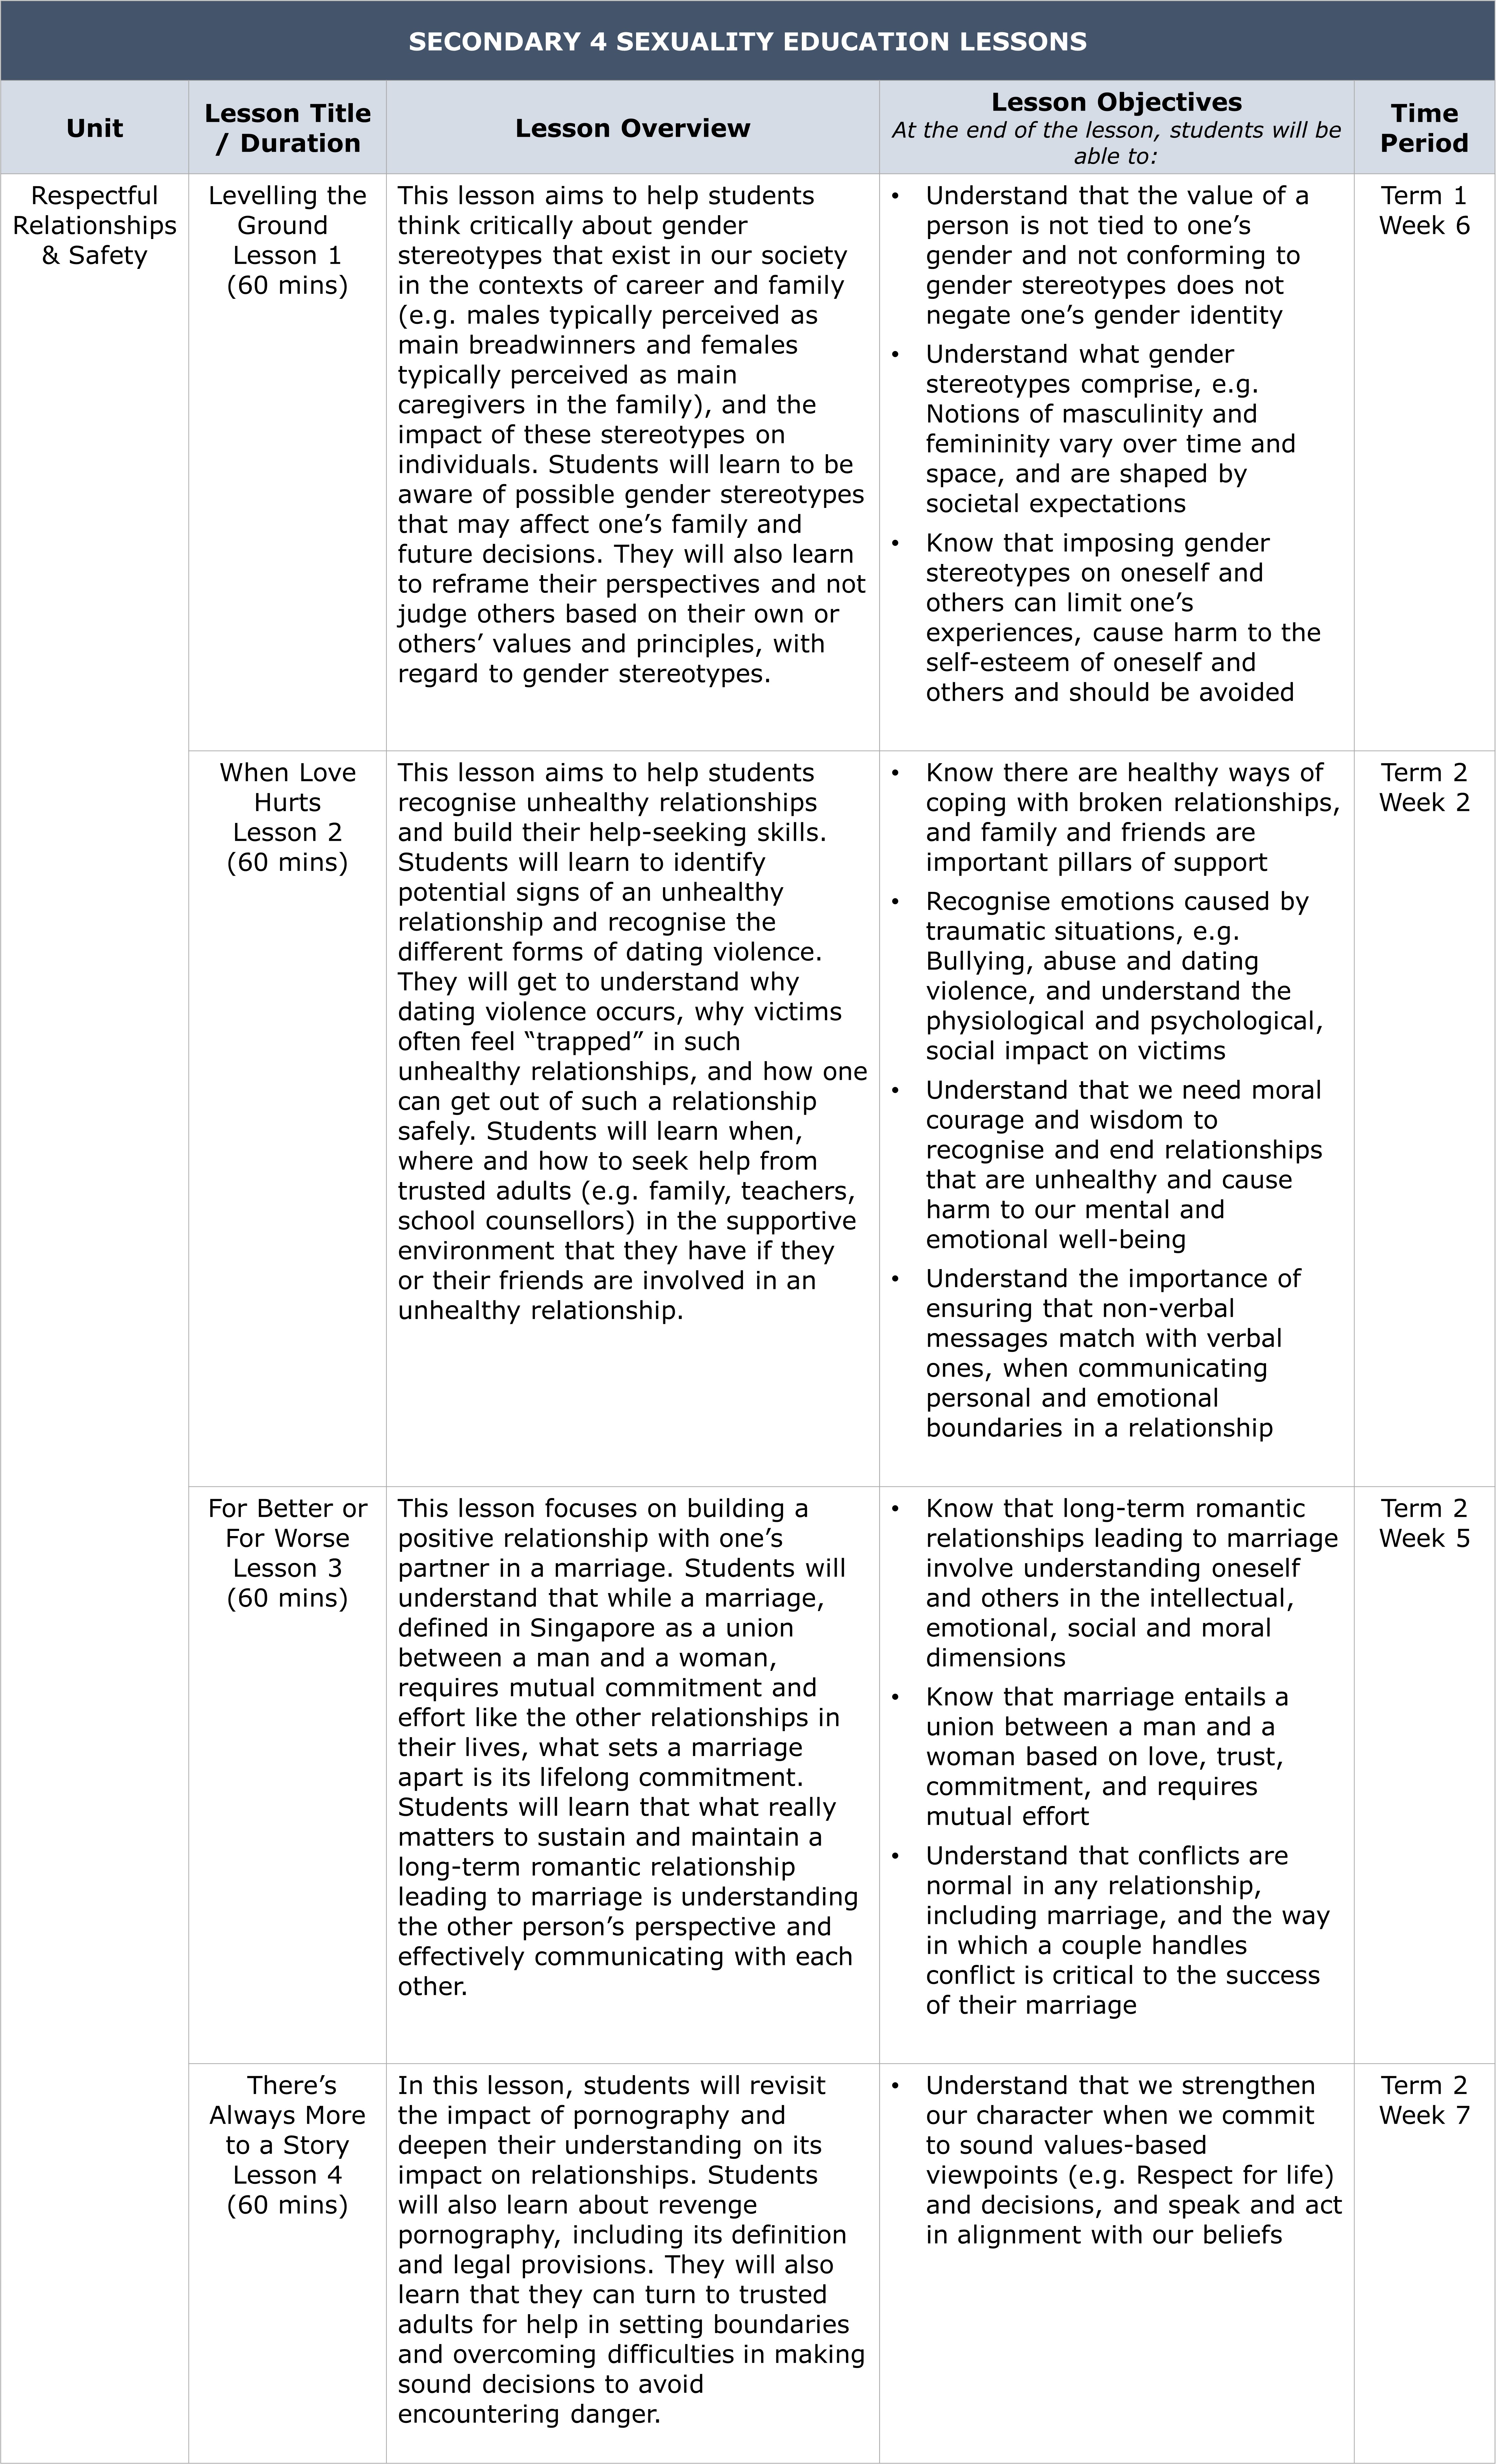 SECONDARY 4 SEXUALITY EDUCATION LESSONS
Unit
Lesson Title
/ Duration
Lesson Overview
Lesson Objectives
At the end of the lesson, students will be
able to:
Time
Period
Respectful
Relationships
& Safety
Levelling the
Ground
Lesson 1
(60 mins)
This lesson aims to help students
think critically about gender
stereotypes that exist in our society
in the contexts of career and family
(e.g. males typically perceived as
main breadwinners and females
typically perceived as main
caregivers in the family), and the
impact of these stereotypes on
individuals. Students will learn to be
aware of possible gender stereotypes
that may affect one’s family and
future decisions. They will also learn
to reframe their perspectives and not
judge others based on their own or
others’ values and principles, with
regard to gender stereotypes.
• Understand that the value of a
person is not tied to one’s
gender and not conforming to
gender stereotypes does not
negate one’s gender identity
• Understand what gender
stereotypes comprise, e.g.
Notions of masculinity and
femininity vary over time and
space, and are shaped by
societal expectations
• Know that imposing gender
stereotypes on oneself and
others can limit one’s
experiences, cause harm to the
self-esteem of oneself and
others and should be avoided
Term 1
Week 6
When Love
Hurts
Lesson 2
(60 mins)
This lesson aims to help students
recognise unhealthy relationships
and build their help-seeking skills.
Students will learn to identify
potential signs of an unhealthy
relationship and recognise the
different forms of dating violence.
They will get to understand why
dating violence occurs, why victims
often feel “trapped” in such
unhealthy relationships, and how one
can get out of such a relationship
safely. Students will learn when,
where and how to seek help from
trusted adults (e.g. family, teachers,
school counsellors) in the supportive
environment that they have if they
or their friends are involved in an
unhealthy relationship.
• Know there are healthy ways of
coping with broken relationships,
and family and friends are
important pillars of support
• Recognise emotions caused by
traumatic situations, e.g.
Bullying, abuse and dating
violence, and understand the
physiological and psychological,
social impact on victims
• Understand that we need moral
courage and wisdom to
recognise and end relationships
that are unhealthy and cause
harm to our mental and
emotional well-being
• Understand the importance of
ensuring that non-verbal
messages match with verbal
ones, when communicating
personal and emotional
boundaries in a relationship
Term 2
Week 2
For Better or
For Worse
Lesson 3
(60 mins)
This lesson focuses on building a
positive relationship with one’s
partner in a marriage. Students will
understand that while a marriage,
defined in Singapore as a union
between a man and a woman,
requires mutual commitment and
effort like the other relationships in
their lives, what sets a marriage
apart is its lifelong commitment.
Students will learn that what really
matters to sustain and maintain a
long-term romantic relationship
leading to marriage is understanding
the other person’s perspective and
effectively communicating with each
other.
• Know that long-term romantic
relationships leading to marriage
involve understanding oneself
and others in the intellectual,
emotional, social and moral
dimensions
• Know that marriage entails a
union between a man and a
woman based on love, trust,
commitment, and requires
mutual effort
• Understand that conflicts are
normal in any relationship,
including marriage, and the way
in which a couple handles
conflict is critical to the success
of their marriage
Term 2
Week 5
There’s
Always More
to a Story
Lesson 4
(60 mins)
In this lesson, students will revisit
the impact of pornography and
deepen their understanding on its
impact on relationships. Students
will also learn about revenge
pornography, including its definition
and legal provisions. They will also
learn that they can turn to trusted
adults for help in setting boundaries
and overcoming difficulties in making
sound decisions to avoid
encountering danger.
• Understand that we strengthen
our character when we commit
to sound values-based
viewpoints (e.g. Respect for life)
and decisions, and speak and act
in alignment with our beliefs
Term 2
Week 7